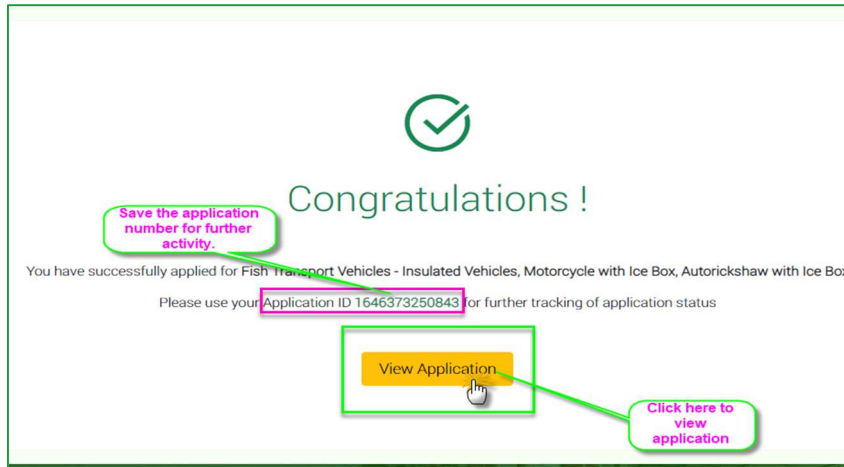 Congratulations !
Save the application
number for further
activity.
You have successfully applied for Fish Transport Vehicles - Insulated Vehicles, Motorcycle with Ice Box, Autorickshaw with Ice Box
Please use your Application ID 1646373250843 for further tracking of application status
View Application
Click here to
view
application